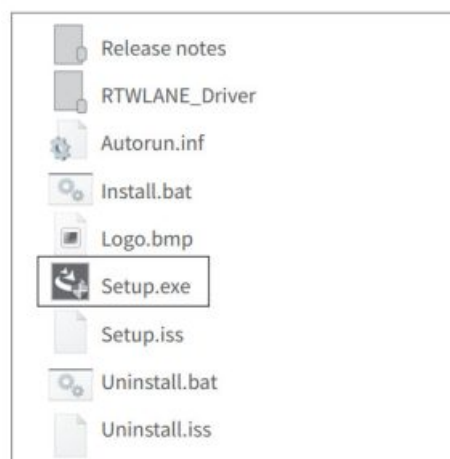 Release notes
RTWLANE_Driver
Autorun.inf
Install.bat
Logo.bmp
Setup.exe
Setup.iss
Uninstall.bat
Uninstall.iss